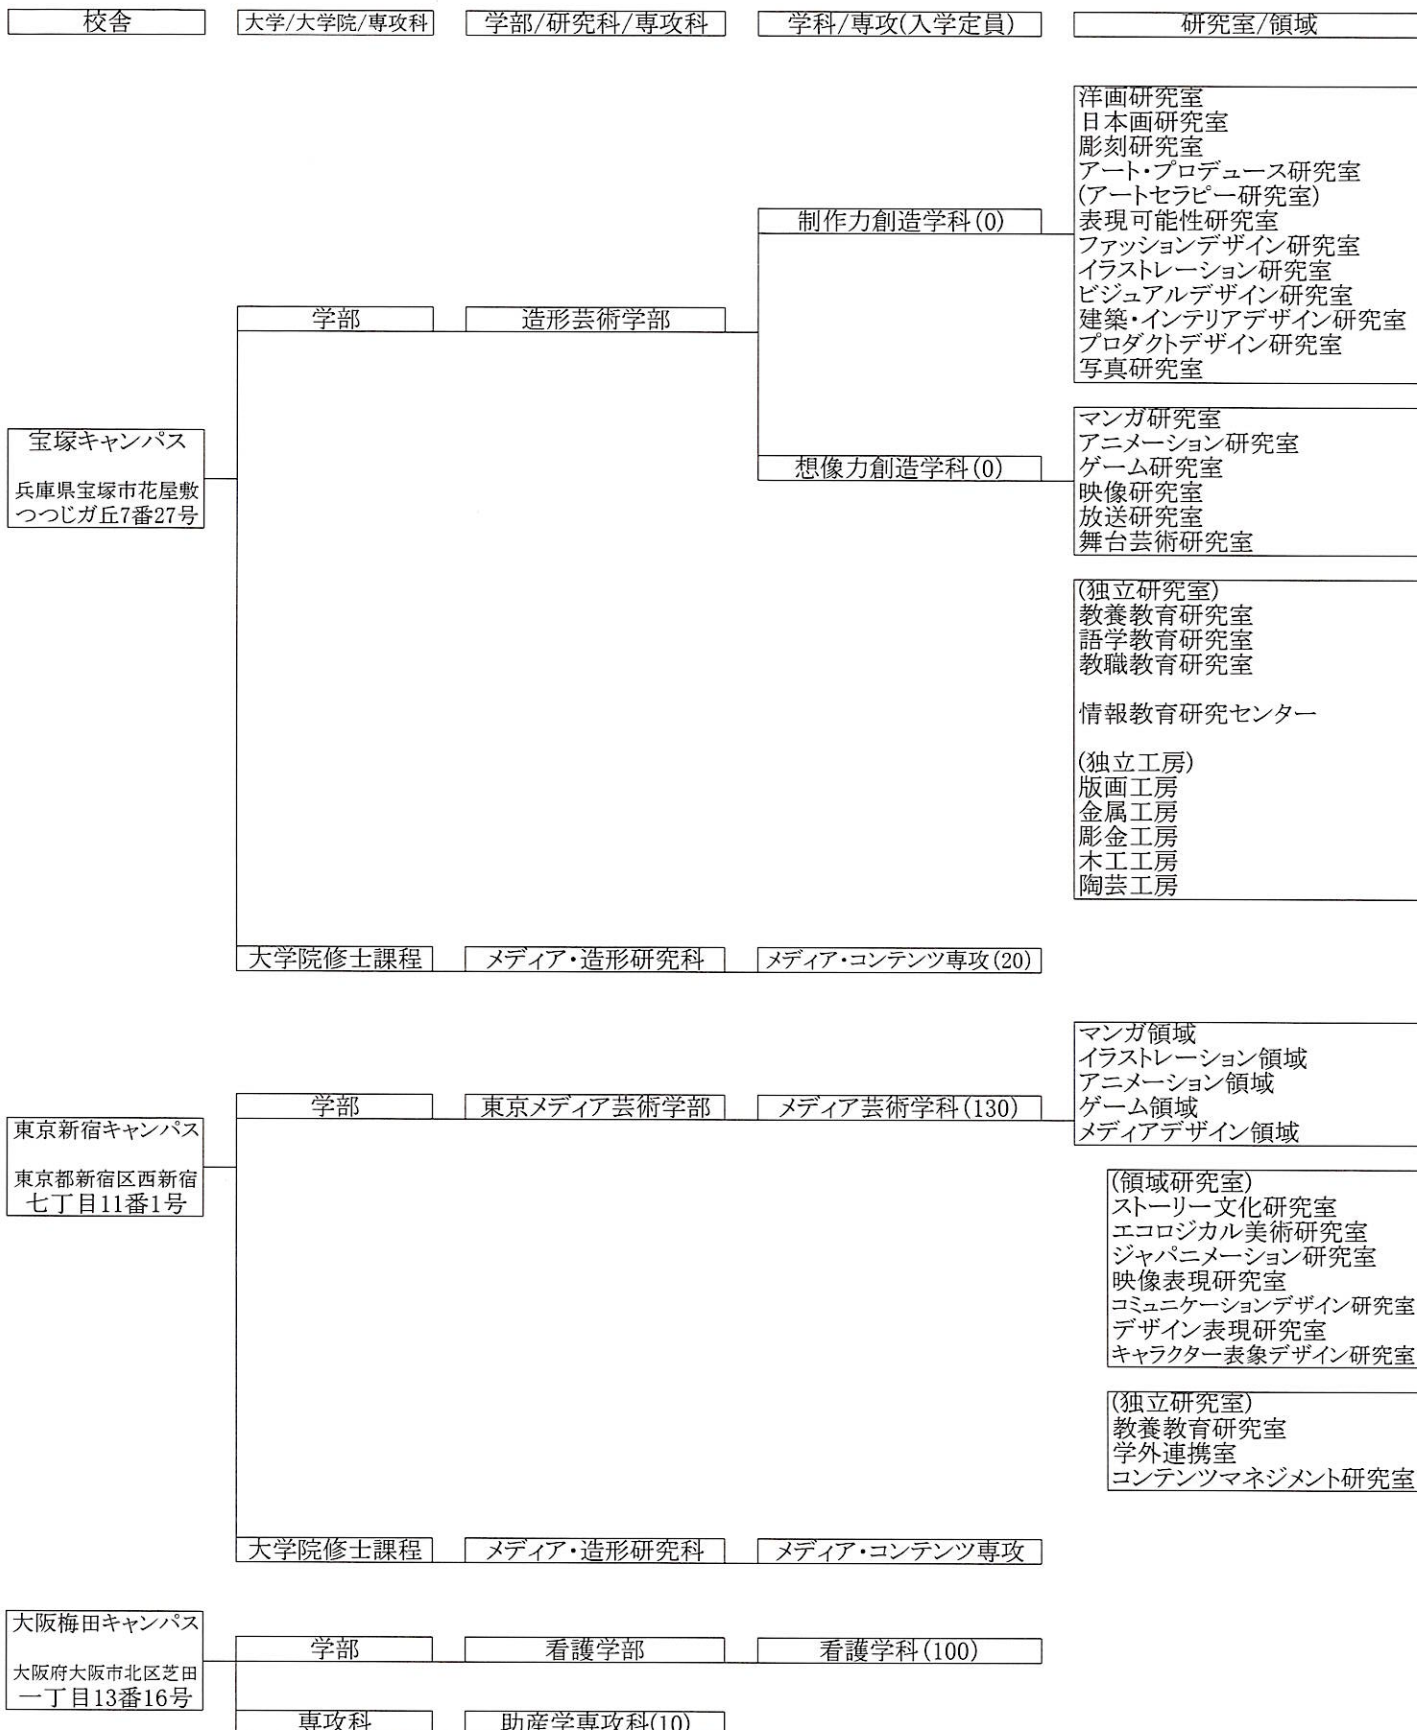 校舎
大学/大学院/専攻科
学部/研究科/専攻科
学科/専攻(入学定員)
研究室/領域
宝塚キャンパス
兵庫県宝塚市花屋敷
つつじガ丘7番27号
学部
造形芸術学部
制作力創造学科(0)
洋画研究室
日本画研究室
彫刻研究室
アート・プロデュース研究室
(アートセラピー研究室)
表現可能性研究室
ファッションデザイン研究室
イラストレーション研究室
ビジュアルデザイン研究室
建築・インテリアデザイン研究室
プロダクトデザイン研究室
写真研究室
想像力創造学科(0)
マンガ研究室
アニメーション研究室
ゲーム研究室
映像研究室
放送研究室
舞台芸術研究室
(独立研究室)
教養教育研究室
語学教育研究室
教職教育研究室
情報教育研究センター
(独立工房)
版画工房
金属工房
彫金工房
木工工房
陶芸工房
大学院修士課程
メディア・造形研究科
メディア・コンテンツ専攻(20)
東京新宿キャンパス
東京都新宿区西新宿
七丁目11番1号
学部
東京メディア芸術学部
メディア芸術学科(130)
マンガ領域
イラストレーション領域
アニメーション領域
ゲーム領域
メディアデザイン領域
(領域研究室)
ストーリー文化研究室
エコロジカル美術研究室
ジャパニメーション研究室
映像表現研究室
コミュニケーションデザイン研究室
デザイン表現研究室
キャラクター表象デザイン研究室
(独立研究室)
教養教育研究室
学外連携室
コンテンツマネジメント研究室
大学院修士課程
メディア・造形研究科
メディア・コンテンツ専攻
大阪梅田キャンパス
大阪府大阪市北区芝田
一丁目13番16号
学部
看護学部
看護学科(100)
専攻科
助産学専攻科(10)